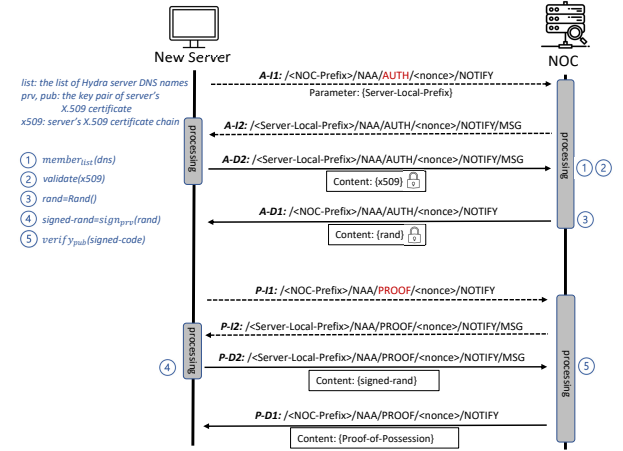 New Server
NOC
list: the list of Hydra server DNS names
prv, pub: the key pair of server's
X.509 certificate
x509: server's X.509 certificate chain
A-I1: /<NOC-Prefix>/NAA/AUTH/<nonce>/NOTIFY
Parameter: {Server-Local-Prefix}
A-I2: /<Server-Local-Prefix>/NAA/AUTH/<nonce>/NOTIFY/MSG
processing
processing
1 member_list(dns)
2 validate(x509)
3 rand=Rand()
4 signed-rand=sign_prv(rand)
5 verify_pub(signed-code)
A-D2: /<Server-Local-Prefix>/NAA/AUTH/<nonce>/NOTIFY/MSG
1 2
Content: {x509}
A-D1: /<NOC-Prefix>/NAA/AUTH/<nonce>/NOTIFY
3
Content: {rand}
P-I1: /<NOC-Prefix>/NAA/PROOF/<nonce>/NOTIFY
P-I2: /<Server-Local-Prefix>/NAA/PROOF/<nonce>/NOTIFY/MSG
processing
processing
4
P-D2: /<Server-Local-Prefix>/NAA/PROOF/<nonce>/NOTIFY/MSG
5
Content: {signed-rand}
P-D1: /<NOC-Prefix>/NAA/PROOF/<nonce>/NOTIFY
Content: {Proof-of-Possession}